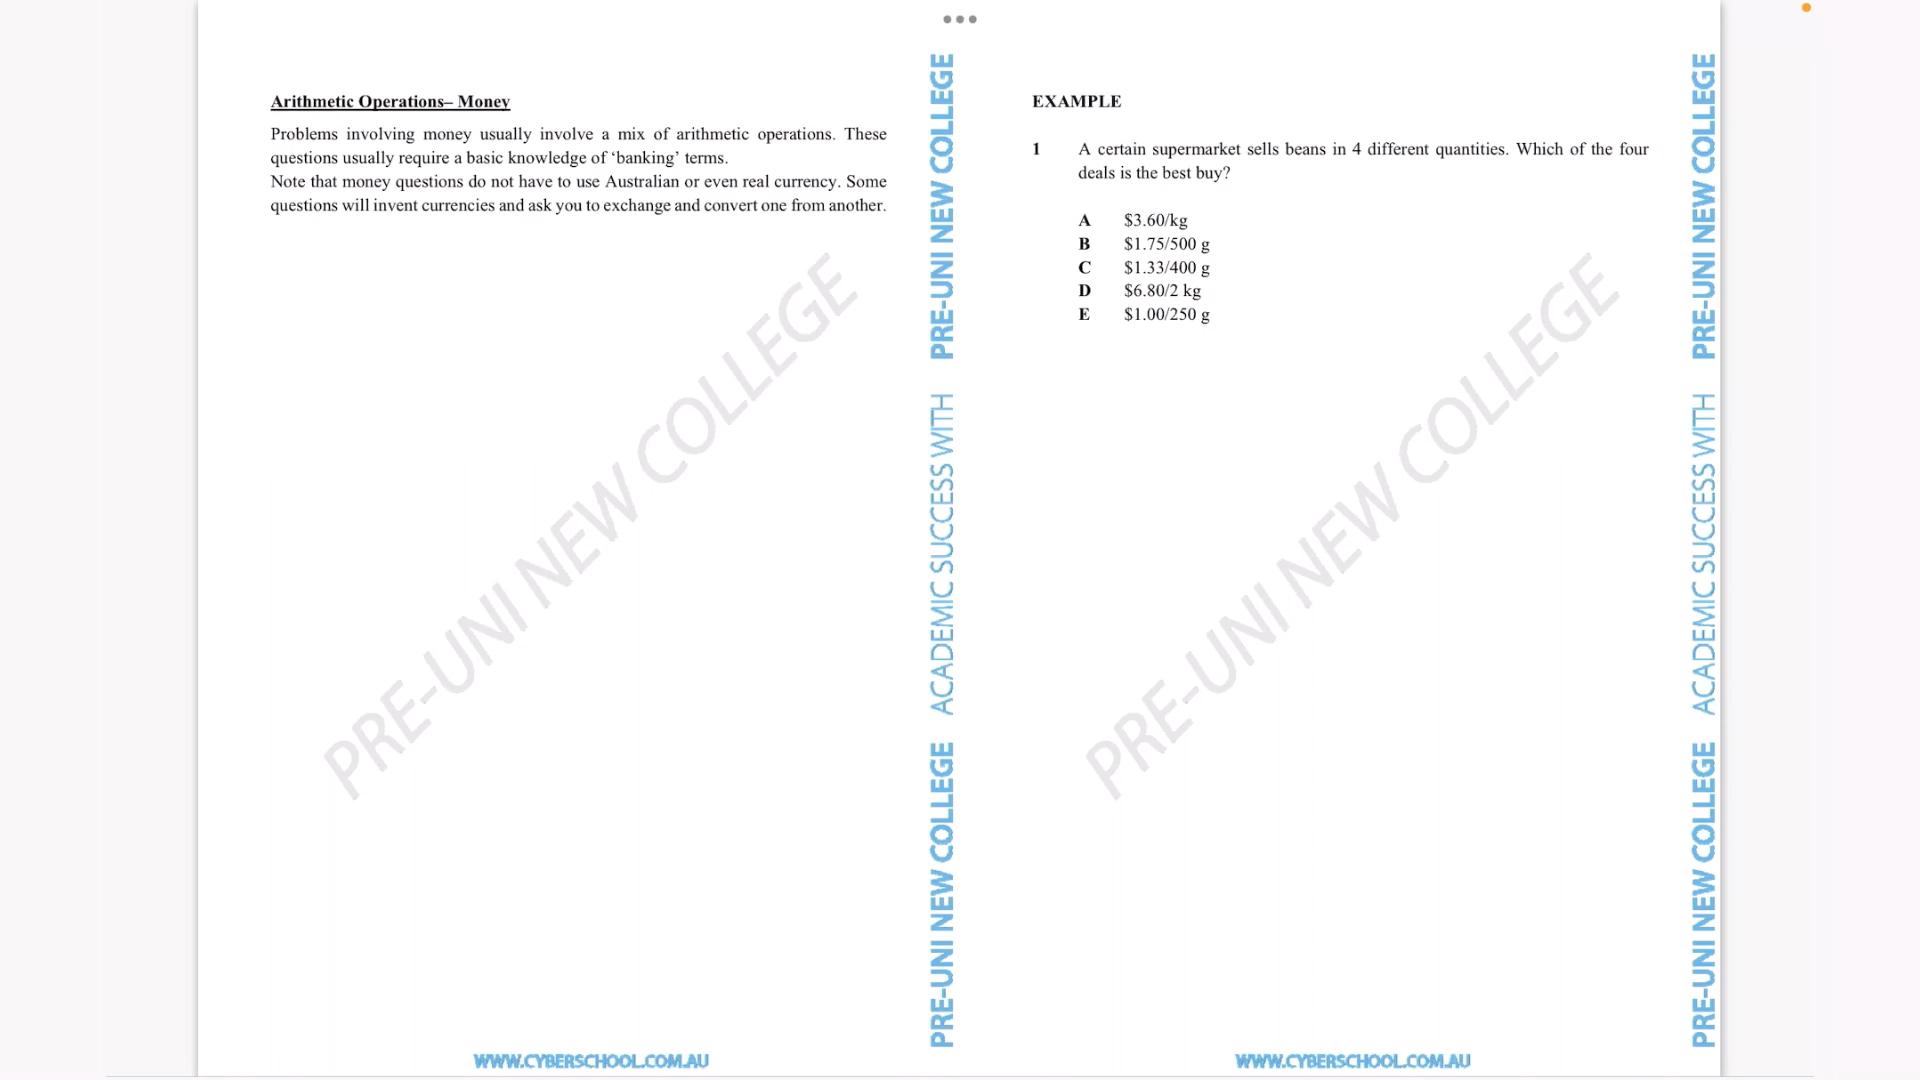 Arithmetic Operations– Money
Problems involving money usually involve a mix of arithmetic operations. These
questions usually require a basic knowledge of ‘banking’ terms.
Note that money questions do not have to use Australian or even real currency. Some
questions will invent currencies and ask you to exchange and convert one from another.
PRE-UNI NEW COLLEGE
PRE-UNI NEW COLLEGE ACADEMIC SUCCESS WITH PRE-UNI NEW COLLEGE
WWW.CYBERSCHOOL.COM.AU
EXAMPLE
1 A certain supermarket sells beans in 4 different quantities. Which of the four
deals is the best buy?
A $3.60/kg
B $1.75/500 g
C $1.33/400 g
D $6.80/2 kg
E $1.00/250 g
PRE-UNI NEW COLLEGE
PRE-UNI NEW COLLEGE ACADEMIC SUCCESS WITH PRE-UNI NEW COLLEGE
WWW.CYBERSCHOOL.COM.AU